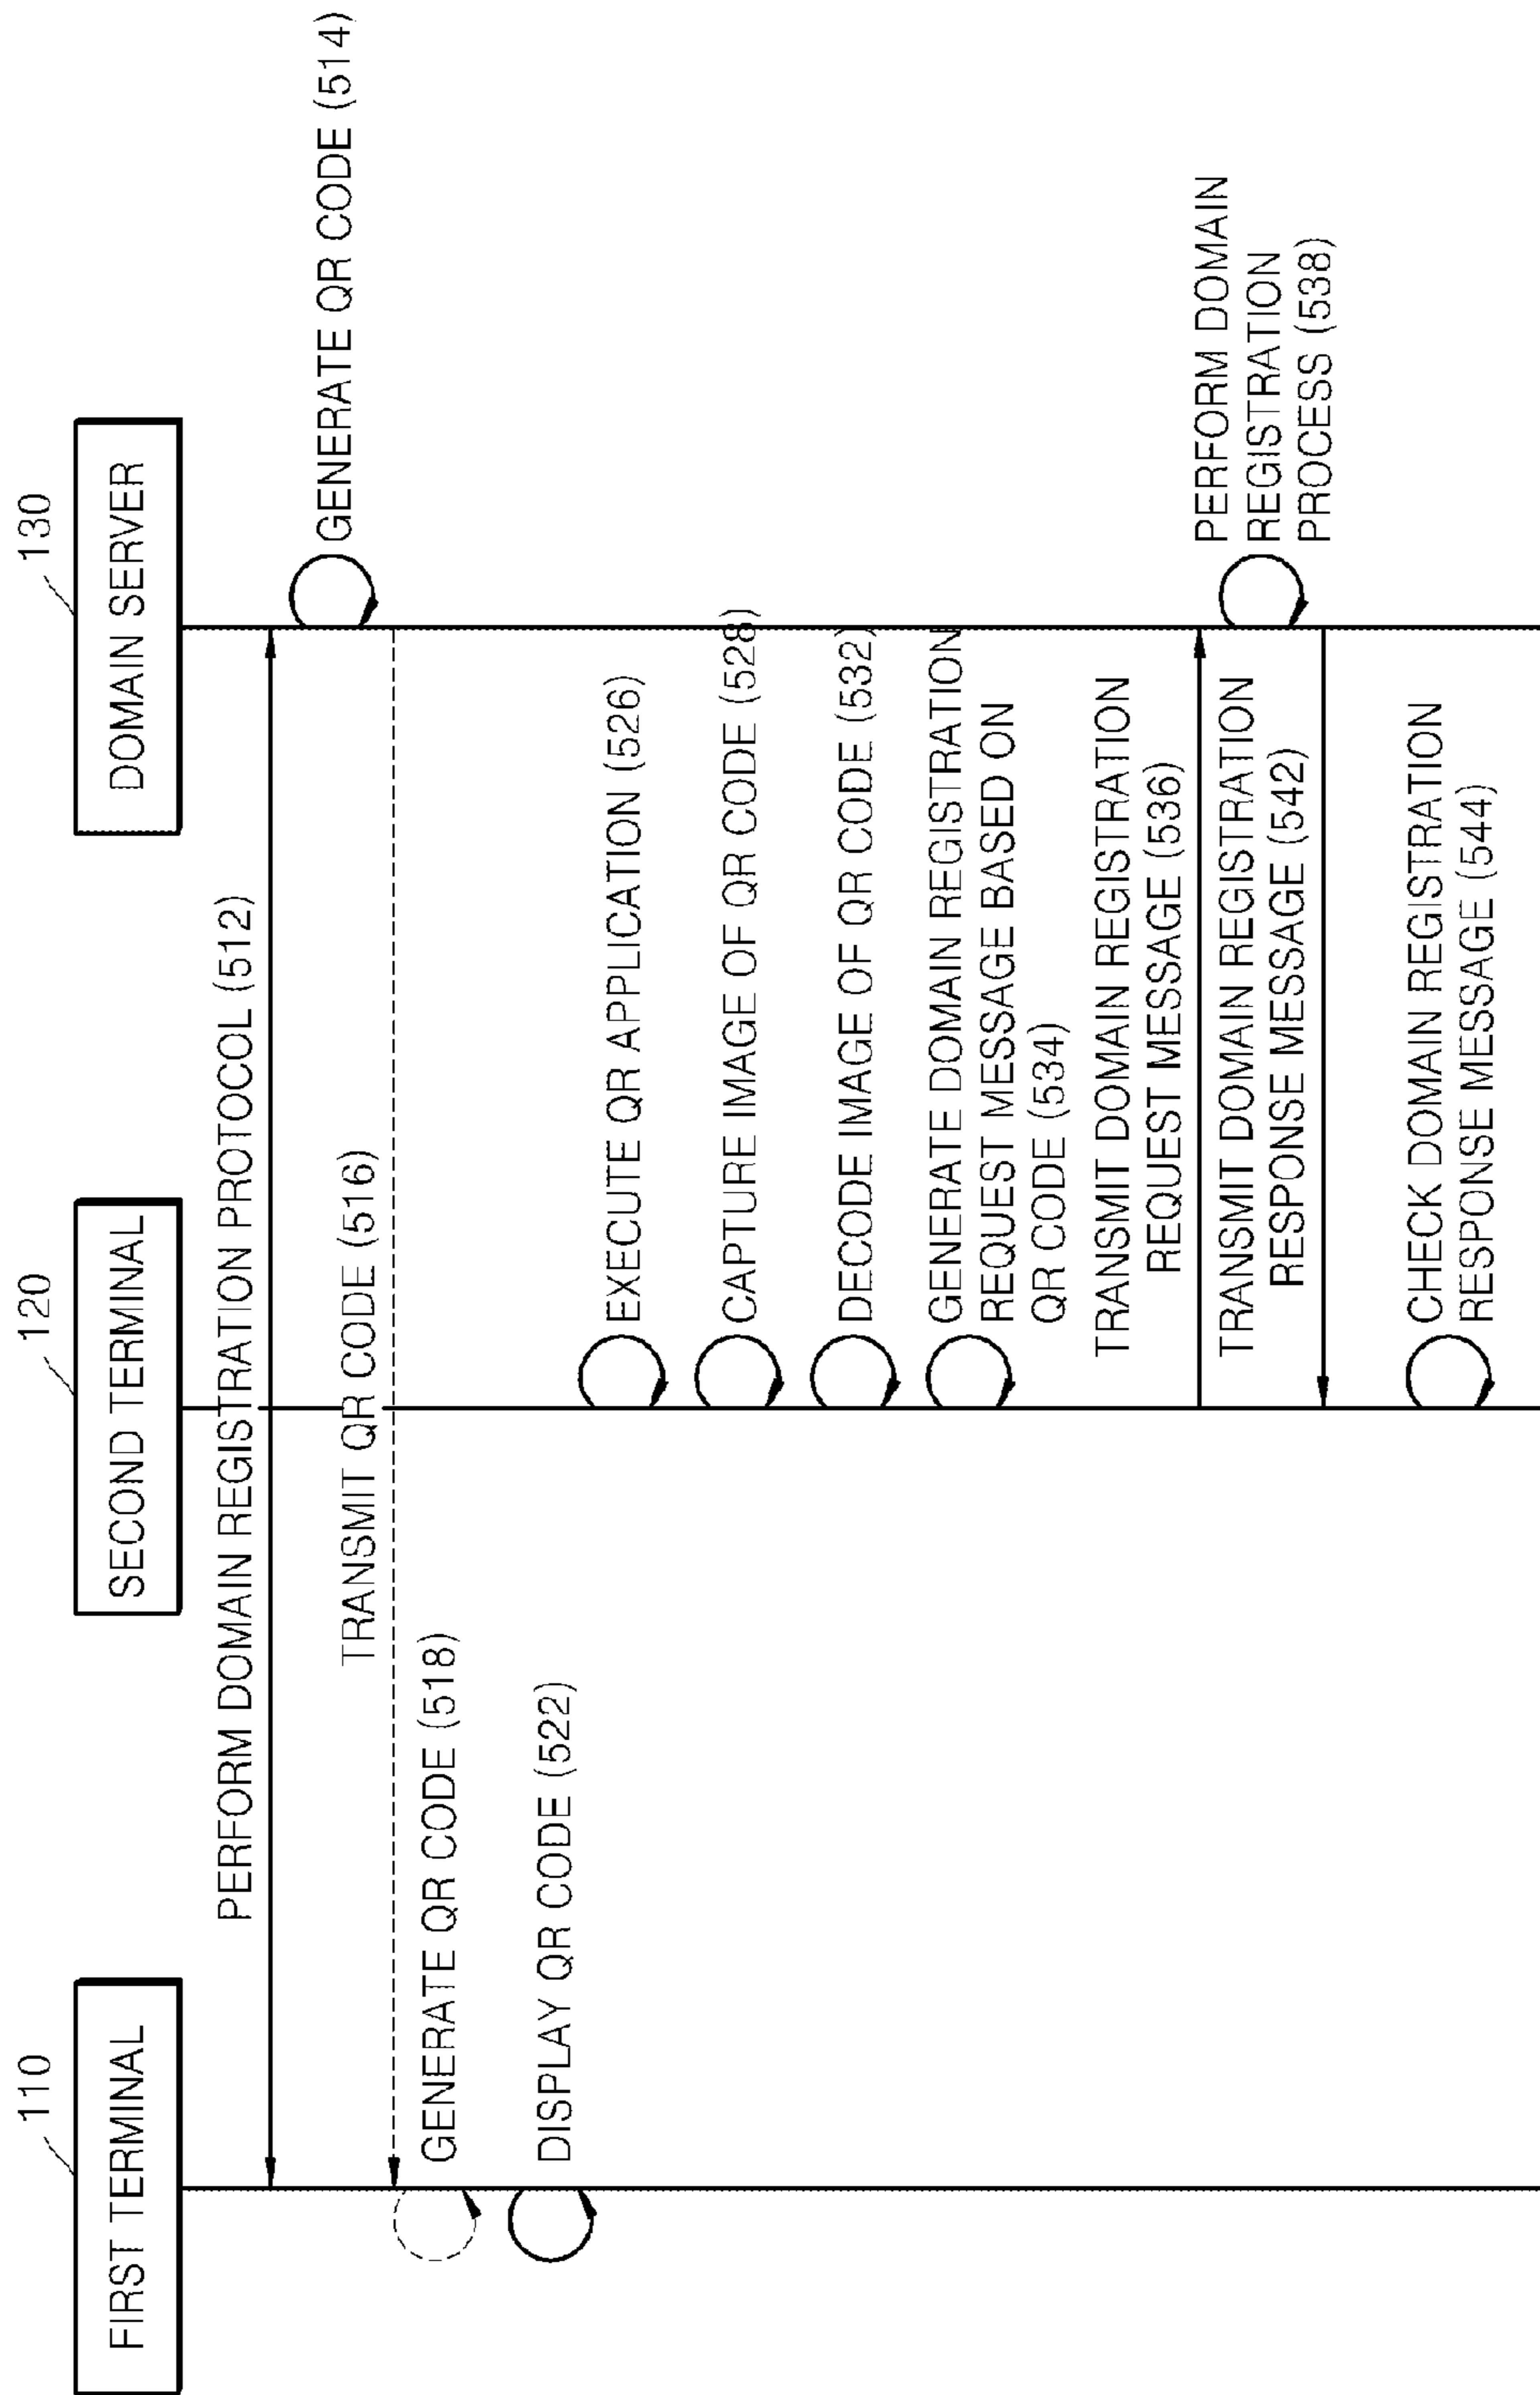 110
FIRST TERMINAL
120
SECOND TERMINAL
130
DOMAIN SERVER
PERFORM DOMAIN REGISTRATION PROTOCOL (512)
GENERATE QR CODE (514)
TRANSMIT QR CODE (516)
GENERATE QR CODE (518)
DISPLAY QR CODE (522)
EXECUTE QR APPLICATION (526)
CAPTURE IMAGE OF QR CODE (528)
DECODE IMAGE OF QR CODE (532)
GENERATE DOMAIN REGISTRATION
REQUEST MESSAGE BASED ON
QR CODE (534)
TRANSMIT DOMAIN REGISTRATION
REQUEST MESSAGE (536)
PERFORM DOMAIN
REGISTRATION
PROCESS (538)
TRANSMIT DOMAIN REGISTRATION
RESPONSE MESSAGE (542)
CHECK DOMAIN REGISTRATION
RESPONSE MESSAGE (544)